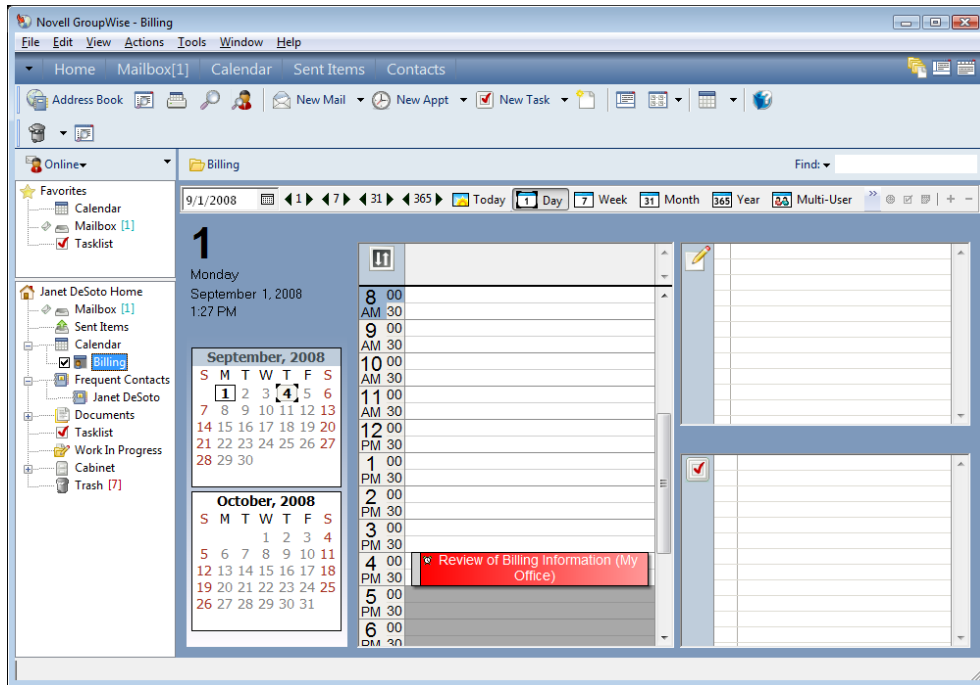 Novell GroupWise - Billing
File Edit View Actions Tools Window Help
Home Mailbox[1] Calendar Sent Items Contacts
Address Book New Mail New Appt New Task
Online Billing Find:
Favorites
Calendar
Mailbox [1]
Tasklist
Janet DeSoto Home
Mailbox [1]
Sent Items
Calendar
Billing
Frequent Contacts
Janet DeSoto
Documents
Tasklist
Work In Progress
Cabinet
Trash [7]
9/1/2008 1 7 31 365 Today 1 Day 7 Week 31 Month 365 Year 23 Multi-User
1
Monday
September 1, 2008
1:27 PM
September, 2008
S M T W T F S
1 2 3 4 5 6
7 8 9 10 11 12 13
14 15 16 17 18 19 20
21 22 23 24 25 26 27
28 29 30
October, 2008
S M T W T F S
1 2 3 4
5 6 7 8 9 10 11
12 13 14 15 16 17 18
19 20 21 22 23 24 25
26 27 28 29 30 31
8 00
AM 30
9 00
AM 30
10 00
AM 30
11 00
AM 30
12 00
PM 30
1 00
PM 30
2 00
PM 30
3 00
PM 30
4 00
PM 30
Review of Billing Information (My
Office)
5 00
PM 30
6 00
PM 30